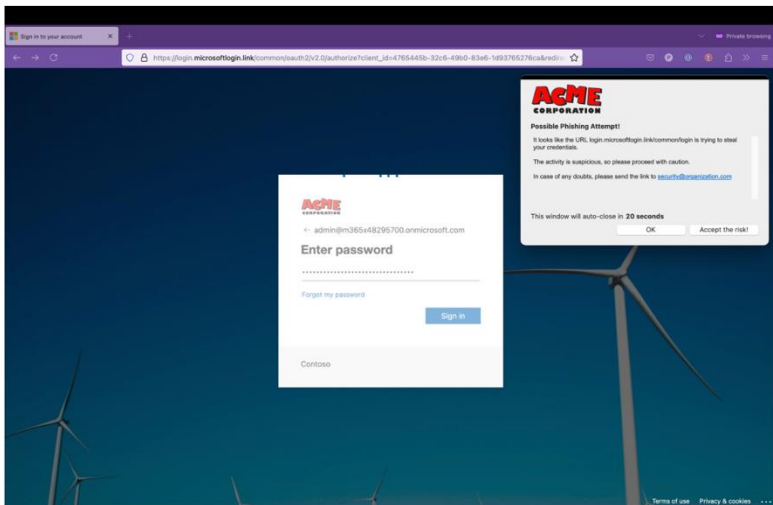 Sign in to your account
Private browsing
https://login.microsoftlogin.link/common/oauth2/v2.0/authorize?client_id=4765445b-32c6-49b0-83e6-1d93765276ca&redire
ACME
CORPORATION
Possible Phishing Attempt!
It looks like the URL login.microsoftlogin.link/common/login is trying to steal
your credentials.
The activity is suspicious, so please proceed with caution.
In case of any doubts, please send the link to security@organization.com
This window will auto-close in 20 seconds
OK
Accept the risk!
ACME
CORPORATION
admin@m365x48295700.onmicrosoft.com
Enter password
Forgot my password
Sign in
Contoso
Terms of use
Privacy & cookies